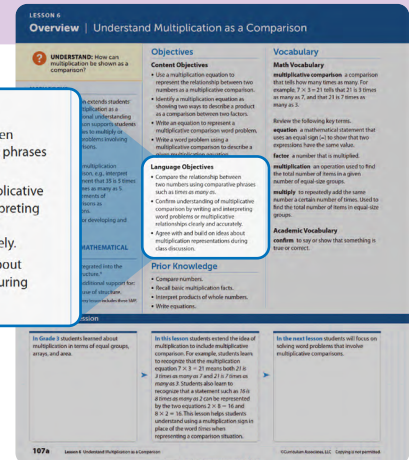 LESSON 6
Overview | Understand Multiplication as a Comparison
UNDERSTAND: How can
multiplication be shown as a
comparison?
en
phrases
plicative
preting
ely.
bout
uring
extends students'
Objectives
Content Objectives
• Use a multiplication equation to
represent the relationship between two
numbers as a multiplicative comparison.
• Identify a multiplication equation as
showing two ways to describe a product
as a comparison between two factors.
• Write an equation to represent a
multiplicative comparison word problem.
• Write a word problem using a
multiplication comparison to describe a
Language Objectives
• Compare the relationship between
two numbers using comparative phrases
such as times as many as.
• Confirm understanding of multiplicative
comparison by writing and interpreting
word problems or multiplicative
relationships clearly and accurately.
• Agree with and build on ideas about
multiplication representations during
class discussion.
Prior Knowledge
• Compare numbers.
• Recall basic multiplication facts.
• Interpret products of whole numbers.
• Write equations.
Vocabulary
Math Vocabulary
multiplicative comparison a comparison
that tells how many times as many. For
example, 7 × 3 = 21 tells that 21 is 3 times
as many as 7, and that 21 is 7 times as
many as 3.
Review the following key terms.
equation a mathematical statement that
uses an equal sign (=) to show that two
expressions have the same value.
factor a number that is multiplied.
multiplication an operation used to find
the total number of items in a given
number of equal-size groups.
multiply to repeatedly add the same
number a certain number of times. Used to
find the total number of items in equal-size
groups.
Academic Vocabulary
confirm to say or show that something is
true or correct.
In Grade 3 students learned about
multiplication in terms of equal groups,
arrays, and area.
In this lesson students extend the idea of
multiplication to include multiplicative
comparison. For example, students learn
to recognize that the multiplication
equation 7 × 3 = 21 means both 21 is
3 times as many as 7 and 21 is 7 times as
many as 3. Students also learn to
recognize that a statement such as 16 is
8 times as many as 2 can be represented
by the two equations 2 × 8 = 16 and
8 × 2 = 16. This lesson helps students
understand using a multiplication sign in
place of the word times when
representing a comparison situation.
In the next lesson students will focus on
solving word problems that involve
multiplicative comparisons.
107a Lesson 6 Understand Multiplication as a Comparison
©Curriculum Associates, LLC Copying is not permitted.